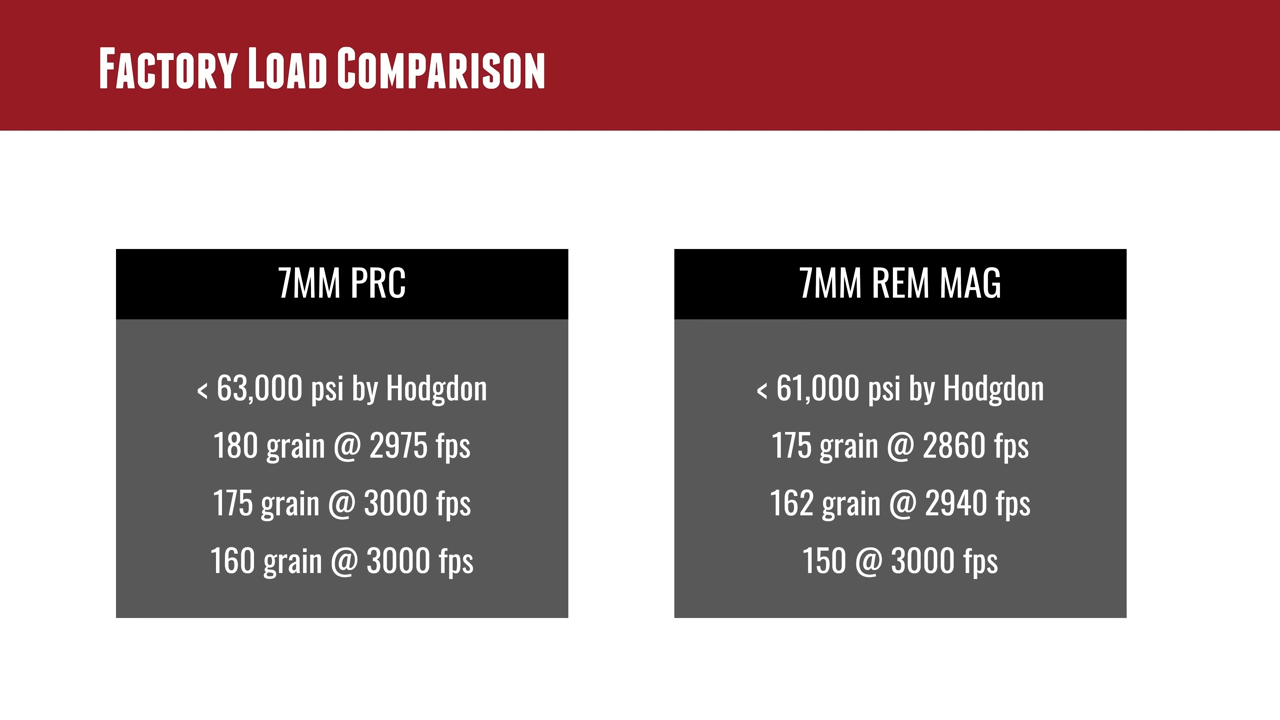 Factory Load Comparison
7MM PRC
< 63,000 psi by Hodgdon
180 grain @ 2975 fps
175 grain @ 3000 fps
160 grain @ 3000 fps
7MM REM MAG
< 61,000 psi by Hodgdon
175 grain @ 2860 fps
162 grain @ 2940 fps
150 @ 3000 fps